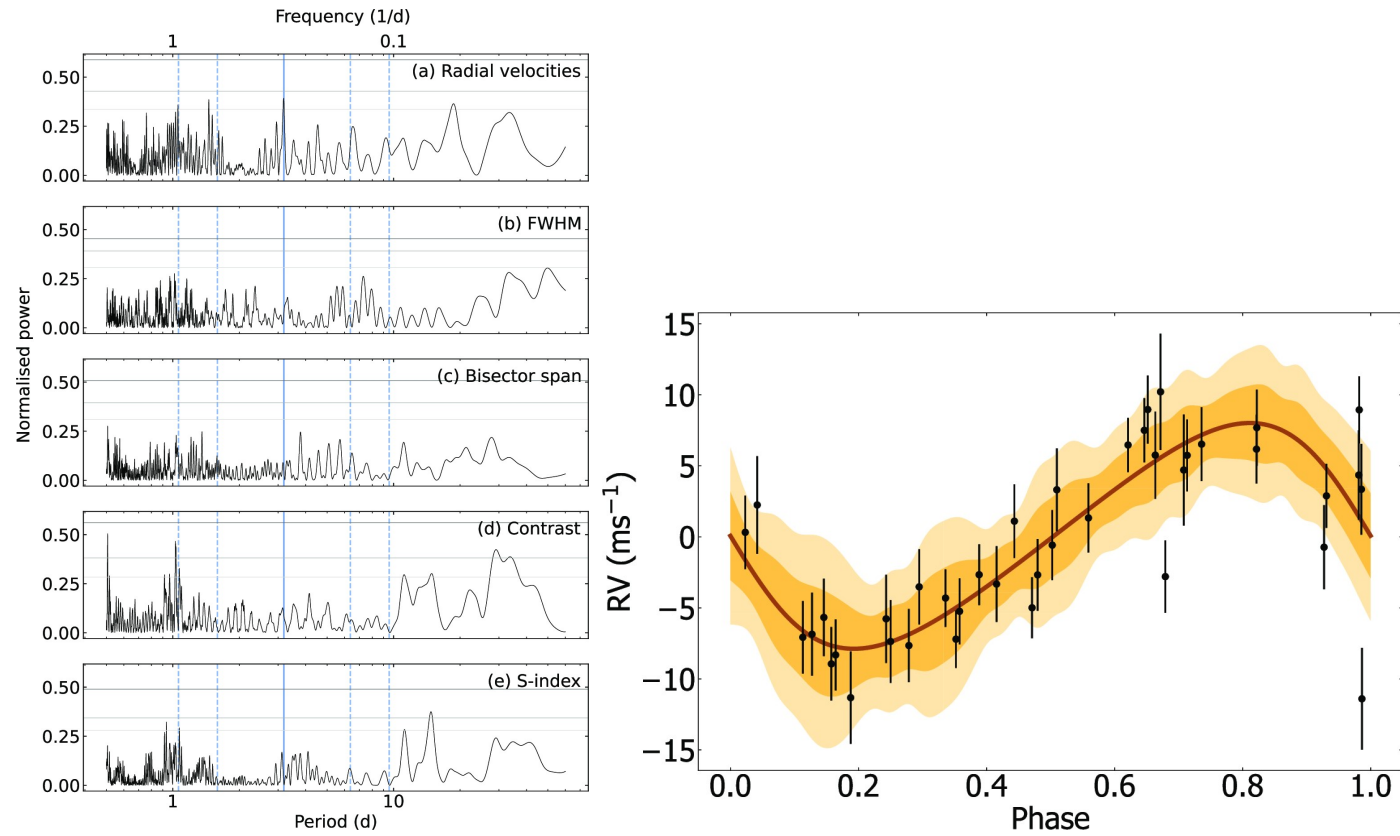 Frequency (1/d)
1 0.1
(a) Radial velocities
0.50
0.25
0.00
(b) FWHM
0.50
0.25
0.00
(c) Bisector span
0.50
0.25
0.00
(d) Contrast
0.50
0.25
0.00
(e) S-index
0.50
0.25
0.00
1 10
Period (d)
Normalised power
15
10
5
0
−5
−10
−15
RV (ms⁻¹)
0.0 0.2 0.4 0.6 0.8 1.0
Phase